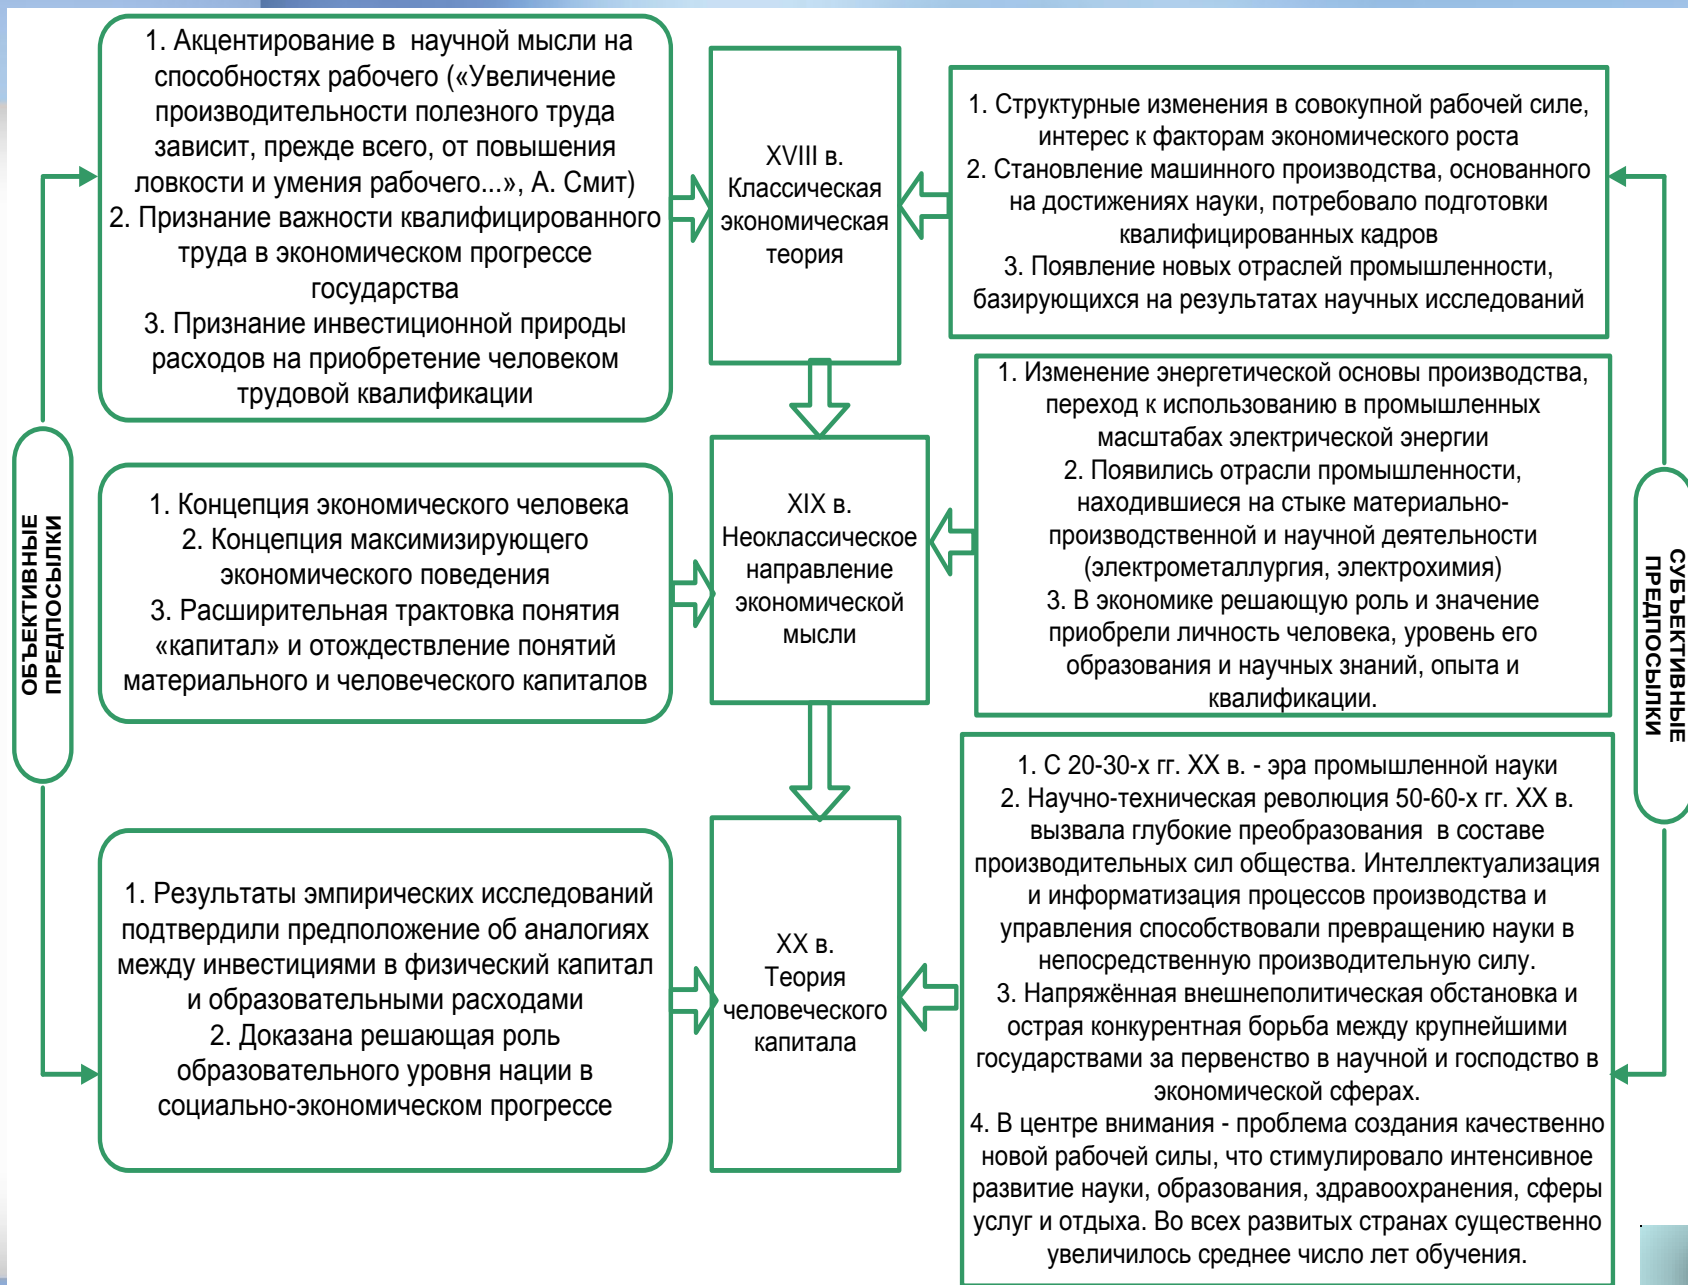 ОБЪЕКТИВНЫЕ
ПРЕДПОСЫЛКИ
1. Акцентирование в научной мысли на
способностях рабочего («Увеличение
производительности полезного труда
зависит, прежде всего, от повышения
ловкости и умения рабочего...», А. Смит)
2. Признание важности квалифицированного
труда в экономическом прогрессе
государства
3. Признание инвестиционной природы
расходов на приобретение человеком
трудовой квалификации
XVIII в.
Классическая
экономическая
теория
1. Структурные изменения в совокупной рабочей силе,
интерес к факторам экономического роста
2. Становление машинного производства, основанного
на достижениях науки, потребовало подготовки
квалифицированных кадров
3. Появление новых отраслей промышленности,
базирующихся на результатах научных исследований
1. Концепция экономического человека
2. Концепция максимизирующего
экономического поведения
3. Расширительная трактовка понятия
«капитал» и отождествление понятий
материального и человеческого капиталов
XIX в.
Неоклассическое
направление
экономической
мысли
1. Изменение энергетической основы производства,
переход к использованию в промышленных
масштабах электрической энергии
2. Появились отрасли промышленности,
находившиеся на стыке материально-
производственной и научной деятельности
(электрометаллургия, электрохимия)
3. В экономике решающую роль и значение
приобрели личность человека, уровень его
образования и научных знаний, опыта и
квалификации.
1. Результаты эмпирических исследований
подтвердили предположение об аналогиях
между инвестициями в физический капитал
и образовательными расходами
2. Доказана решающая роль
образовательного уровня нации в
социально-экономическом прогрессе
XX в.
Теория
человеческого
капитала
1. С 20-30-х гг. XX в. - эра промышленной науки
2. Научно-техническая революция 50-60-х гг. XX в.
вызвала глубокие преобразования в составе
производительных сил общества. Интеллектуализация
и информатизация процессов производства и
управления способствовали превращению науки в
непосредственную производительную силу.
3. Напряжённая внешнеполитическая обстановка и
острая конкурентная борьба между крупнейшими
государствами за первенство в научной и господство в
экономической сферах.
4. В центре внимания - проблема создания качественно
новой рабочей силы, что стимулировало интенсивное
развитие науки, образования, здравоохранения, сферы
услуг и отдыха. Во всех развитых странах существенно
увеличилось среднее число лет обучения.
СУБЪЕКТИВНЫЕ
ПРЕДПОСЫЛКИ